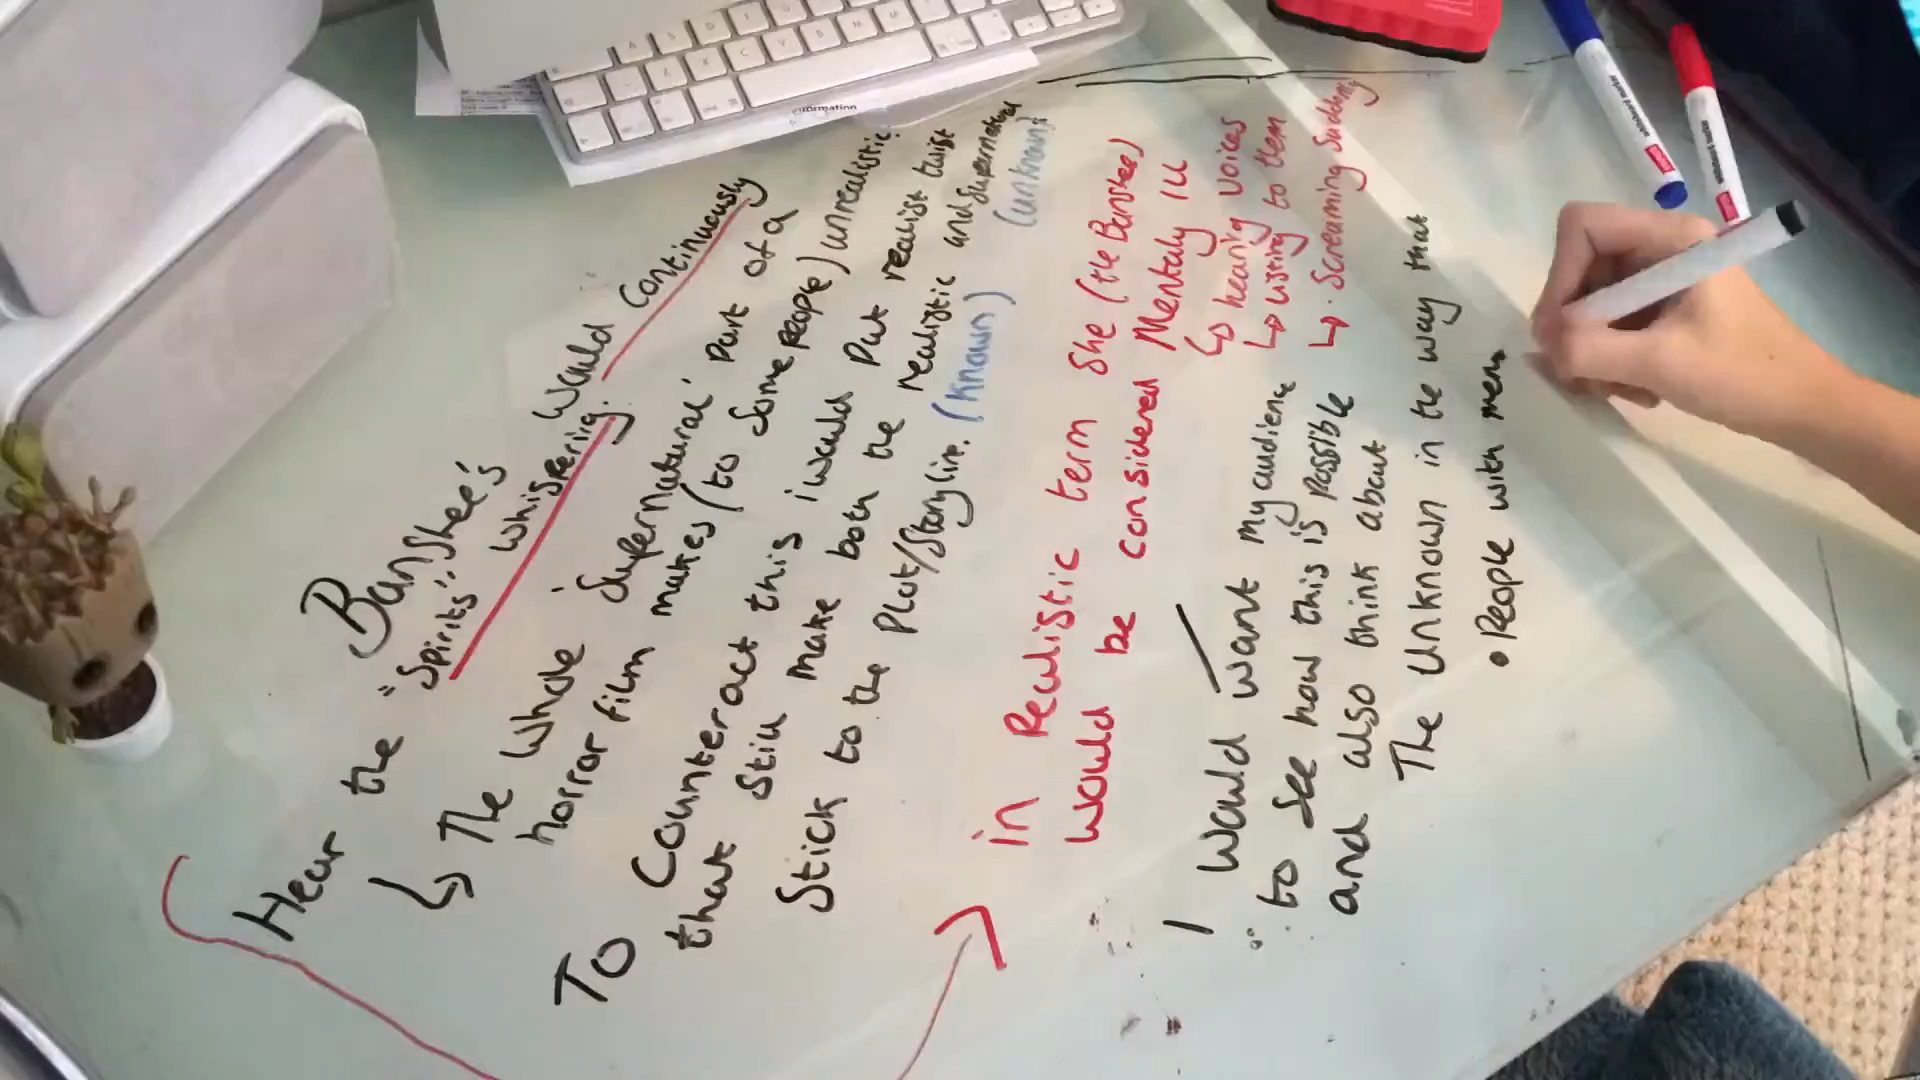 Banshee's Would Continuously
Hear the "Spirits" Whispering.
↳ The Whole 'Supernatural' part of a
horror film makes (to some people) unrealistic.
To Counteract this i would Put realist twist
that still make both the realistic and supernatural
Stick to the Plot/Storyline. (known) (unknown)
in Realistic term She (the Banshee)
would be considered Mentaly ill
↳ hearing voices
↳ listing to them
↳ · Screaming Suddenly
I would want my audience
to see how this is Possible
and also think about
The Unknown in the way that
• People with men
information